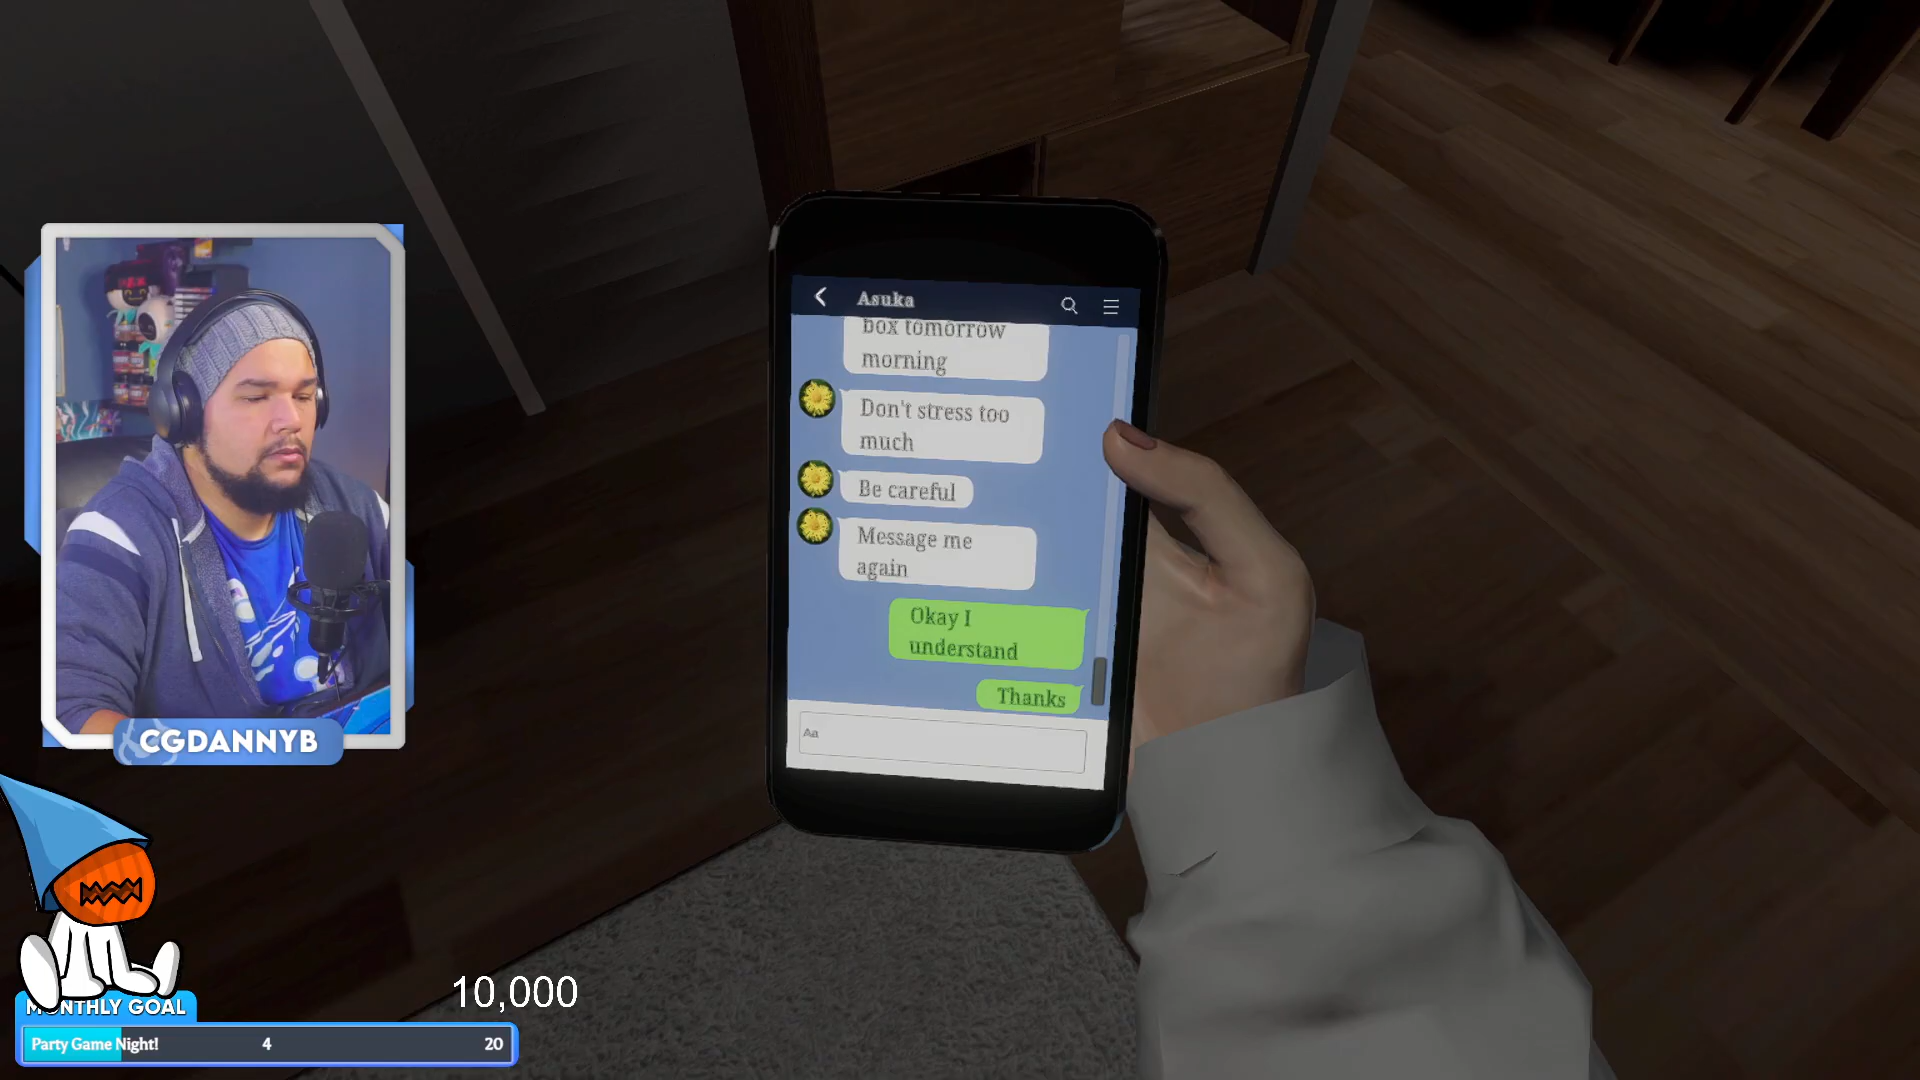 Asuka
box tomorrow
morning
Don't stress too
much
Be careful
Message me
again
Okay I
understand
Thanks
Aa
CGDANNYB
10,000
MONTHLY GOAL
Party Game Night!
4
20